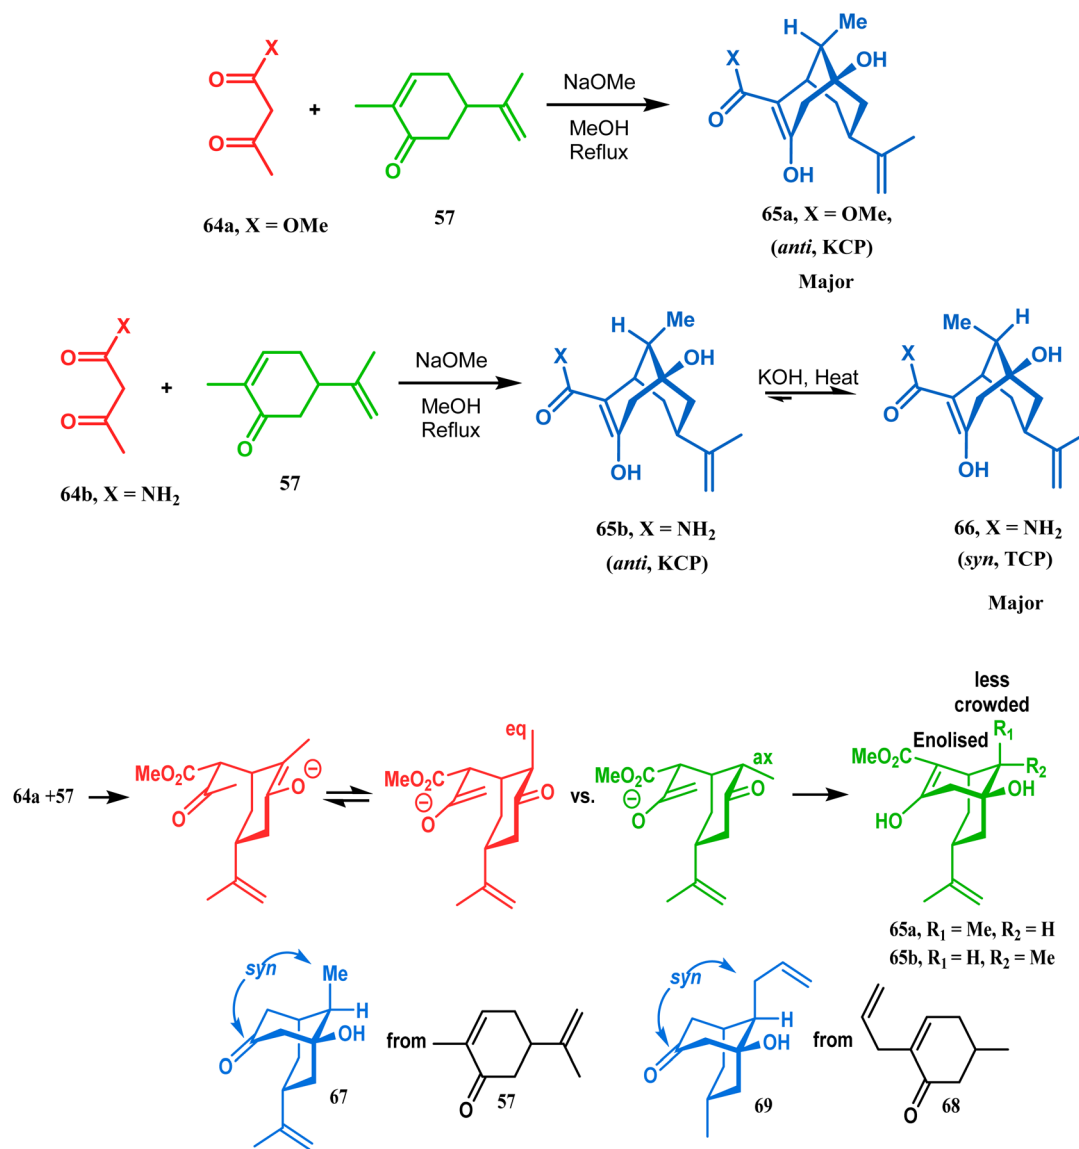 X
O
O
64a, X = OMe
+
O
57
NaOMe
MeOH
Reflux
H
Me
X
OH
O
OH
65a, X = OMe,
(anti, KCP)
Major
X
O
O
64b, X = NH2
+
O
57
NaOMe
MeOH
Reflux
H
Me
X
OH
O
OH
65b, X = NH2
(anti, KCP)
KOH, Heat
Me
H
X
OH
O
OH
66, X = NH2
(syn, TCP)
Major
64a +57
MeO2C
O
O
⊖
eq
MeO2C
⊖
O
O
vs.
ax
MeO2C
⊖
O
O
less
crowded
Enolised
R1
MeO2C
R2
OH
HO
65a, R1 = Me, R2 = H
65b, R1 = H, R2 = Me
syn
Me
H
OH
O
67
from
O
57
syn
H
OH
O
69
from
O
68